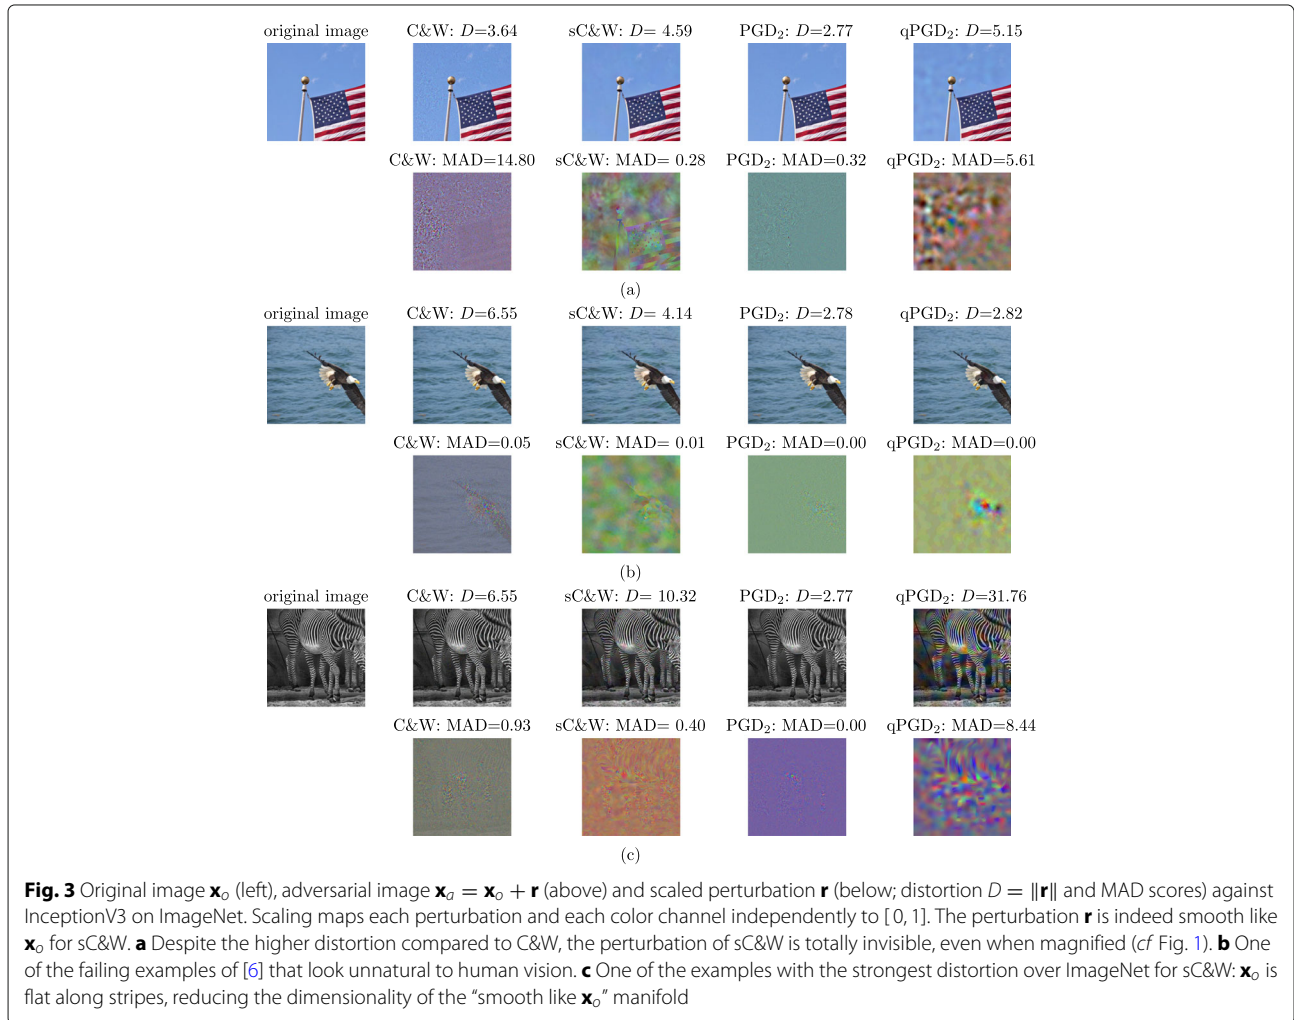 original image C&W: D=3.64 sC&W: D= 4.59 PGD₂: D=2.77 qPGD₂: D=5.15
C&W: MAD=14.80 sC&W: MAD= 0.28 PGD₂: MAD=0.32 qPGD₂: MAD=5.61
(a)
original image C&W: D=6.55 sC&W: D= 4.14 PGD₂: D=2.78 qPGD₂: D=2.82
C&W: MAD=0.05 sC&W: MAD= 0.01 PGD₂: MAD=0.00 qPGD₂: MAD=0.00
(b)
original image C&W: D=6.55 sC&W: D= 10.32 PGD₂: D=2.77 qPGD₂: D=31.76
C&W: MAD=0.93 sC&W: MAD= 0.40 PGD₂: MAD=0.00 qPGD₂: MAD=8.44
(c)
Fig. 3 Original image xₒ (left), adversarial image xₐ = xₒ + r (above) and scaled perturbation r (below; distortion D = ‖r‖ and MAD scores) against
InceptionV3 on ImageNet. Scaling maps each perturbation and each color channel independently to [ 0, 1]. The perturbation r is indeed smooth like
xₒ for sC&W. a Despite the higher distortion compared to C&W, the perturbation of sC&W is totally invisible, even when magnified (cf Fig. 1). b One
of the failing examples of [6] that look unnatural to human vision. c One of the examples with the strongest distortion over ImageNet for sC&W: xₒ is
flat along stripes, reducing the dimensionality of the “smooth like xₒ” manifold